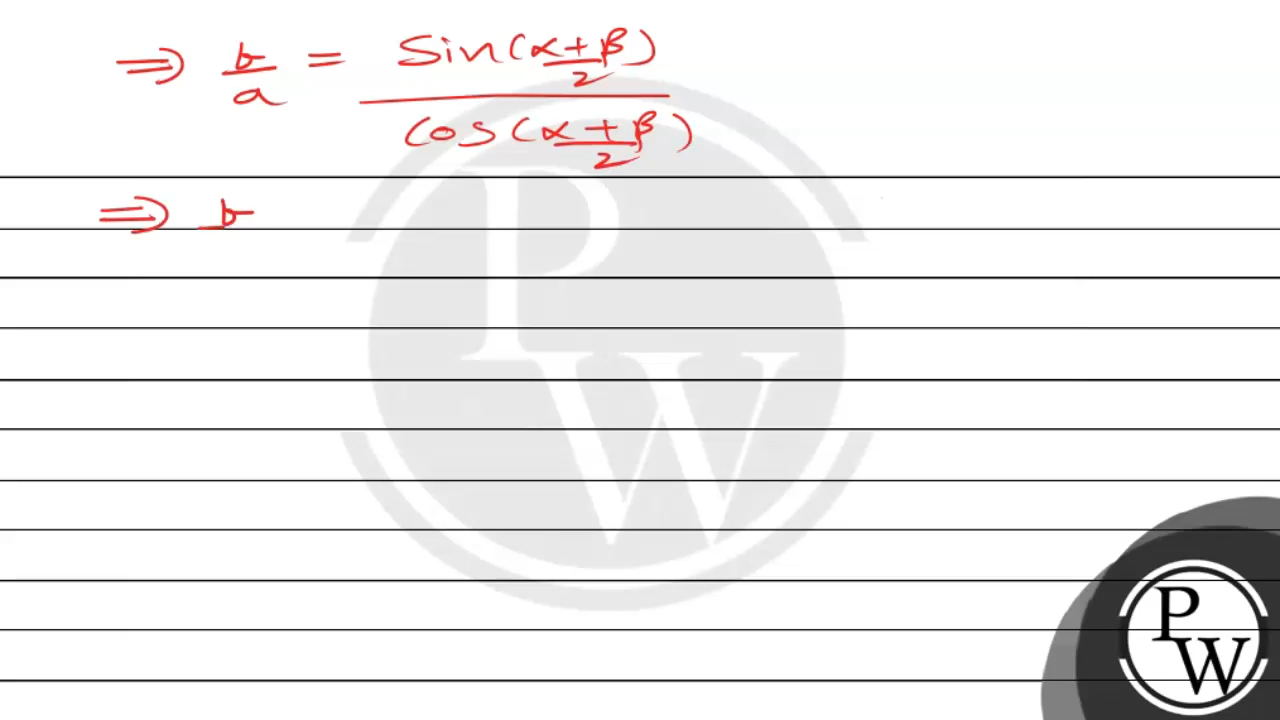 ⇒ b/a = Sin(α+β/2) / cos(α+β/2)
⇒ b
P W
P W